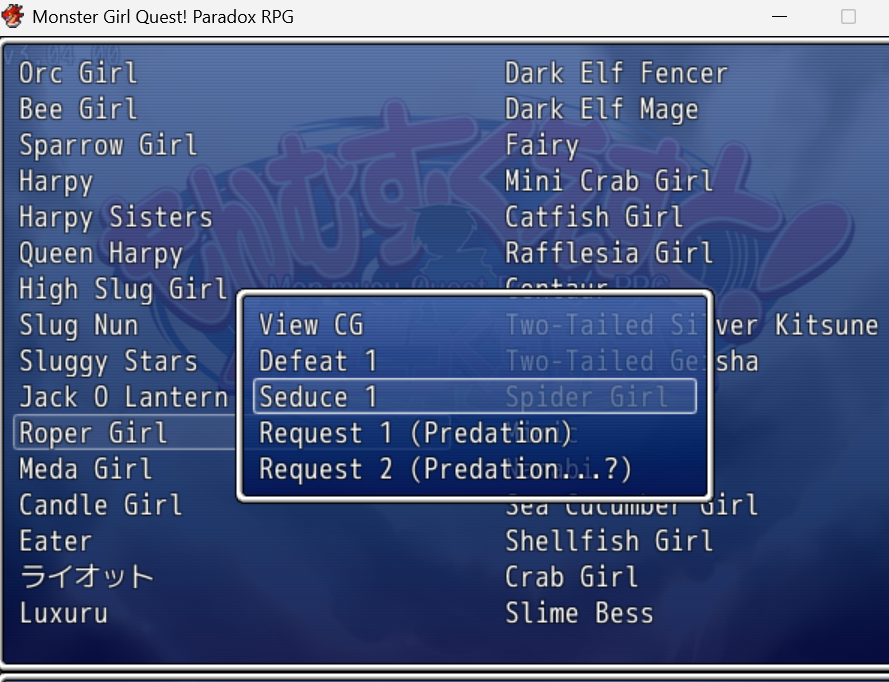 Monster Girl Quest! Paradox RPG
Orc Girl
Bee Girl
Sparrow Girl
Harpy
Harpy Sisters
Queen Harpy
High Slug Girl
Slug Nun
Sluggy Stars
Jack O Lantern
Roper Girl
Meda Girl
Candle Girl
Eater
ライオット
Luxuru
Dark Elf Fencer
Dark Elf Mage
Fairy
Mini Crab Girl
Catfish Girl
Rafflesia Girl
Centaur
Two-Tailed Silver Kitsune
Two-Tailed Geisha
Spider Girl
Sea Cucumber Girl
Shellfish Girl
Crab Girl
Slime Bess
View CG
Defeat 1
Seduce 1
Request 1 (Predation)
Request 2 (Predation...?)